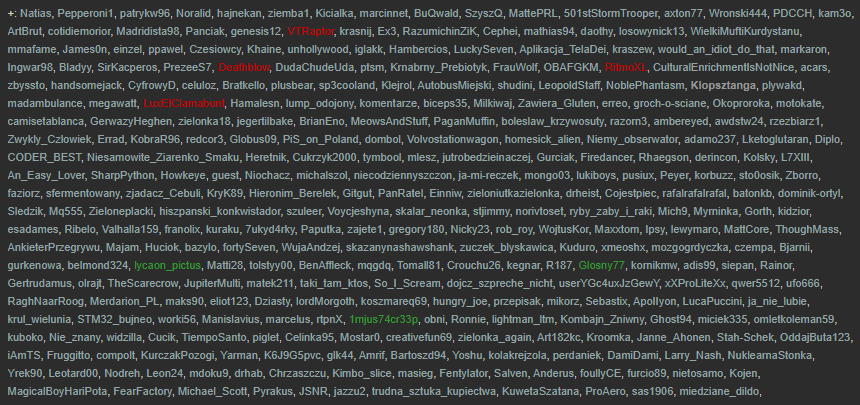 +: Natias, Pepperoni1, patrykw96, Noralid, hajnekan, ziemba1, Kicialka, marcinnet, BuQwald, SzyszQ, MattePRL, 501stStormTrooper, axton77, Wronski444, PDCCH, kam3o,
ArtBrut, cotidiemorior, Madridista98, Panciak, genesis12, VTRaptor, krasnij, Ex3, RazumichinZiK, Cephei, mathias94, daothy, losowynick13, WielkiMuftiKurdystanu,
mmafame, James0n, einzel, ppawel, Czesiowcy, Khaine, unhollywood, iglakk, Hambercios, LuckySeven, Aplikacja_TelaDei, kraszew, would_an_idiot_do_that, markaron,
Ingwar98, Bladyy, SirKacperos, PrezeeS7, Deathblow, DudaChudeUda, ptsm, Krnabrny_Prebiotyk, FrauWolf, OBAFGKM, RitmoXL, CulturalEnrichmentIsNotNice, acars,
zbyssto, handsomejack, CyfrowyD, celuloz, Bratkello, plusbear, sp3cooland, Klejrol, AutobusMiejski, shudini, LeopoldStaff, NoblePhantasm, Klopsztanga, plywakd,
madambulance, megawatt, LuxElClamabunt, Hamalesn, lump_odojony, komentarze, biceps35, Milkiwaj, Zawiera_Gluten, erreo, groch-o-sciane, Okoproroka, motokate,
camisetablanca, GerwazyHeghen, zielonka18, jegertilbake, BrianEno, MeowsAndStuff, PaganMuffin, boleslaw_krzywosuty, razorn3, ambereyed, awdstw24, rzezbiarz1,
Zwykly_Czlowiek, Errad, KobraR96, redcor3, Globus09, PiS_on_Poland, dombol, Volvostationwagon, homesick_alien, Niemy_obserwator, adamo237, Lketoglutaran, Diplo,
CODER_BEST, Niesamowite_Ziarenko_Smaku, Heretnik, Cukrzyk2000, tymbool, mlesz, jutrobedzieinaczej, Gurciak, Firedancer, Rhaegson, derincon, Kolsky, L7XIII,
An_Easy_Lover, SharpPython, Howkeye, guest, Niochacz, michalszol, niecodziennyszczon, ja-mi-reczek, mongo03, lukiboys, pusiux, Peyer, korbuzz, sto0osik, Zborro,
faziorz, sfermentowany, zjadacz_Cebuli, KryK89, Hieronim_Berelek, Gitgut, PanRatel, Einniw, zieloniutkazielonka, drheist, Cojestpiec, rafalrafalrafal, batonkb, dominik-ortyl,
Sledzik, Mq555, Zieloneplacki, hiszpanski_konkwistador, szuleer, Voycjeshyna, skalar_neonka, stjimmy, norivtoset, ryby_zaby_i_raki, Mich9, Myrninka, Gorth, kidzior,
esadames, Ribelo, Valhalla159, franolix, kuraku, 7ukyd4rky, Paputka, zajete1, gregory180, Nicky23, rob_roy, WojtusKor, Maxxtom, Ipsy, lewymaro, MattCore, ThoughMass,
AnkieterPrzegrywu, Majam, Huciok, bazylo, fortySeven, WujaAndzej, skazanynashawshank, zuczek_blyskawica, Kuduro, xmeoshx, mozgogrdyczka, czempa, Bjarnii,
gurkenowa, belmond324, lycaon_pictus, Matti28, tolstyy00, BenAffleck, mqgdq, Tomall81, Crouchu26, kegnar, R187, Glosny77, kornikmw, adis99, siepan, Rainor,
Gertrudamus, olrajt, TheScarecrow, JupiterMulti, matek211, taki_tam_ktos, So_I_Scream, dojcz_szpreche_nicht, userYGc4uxJzGewY, xXProLiteXx, qwer5512, ufo666,
RaghNaarRoog, Merdarion_PL, maks90, eliot123, Dziasty, lordMorgoth, koszmareq69, hungry_joe, przepisak, mikorz, Sebastix, Apollyon, LucaPuccini, ja_nie_lubie,
krul_wielunia, STM32_bujneo, worki56, Manislavius, marcelus, rtpnX, 1mjus74cr33p, obni, Ronnie, lightman_ltm, Kombajn_Zniwny, Ghost94, miciek335, omletkoleman59,
kuboko, Nie_znany, widzilla, Cucik, TiempoSanto, piglet, Celinka95, Mostar0, creativefun69, zielonka_again, Art182kc, Kroomka, Janne_Ahonen, Stah-Schek, OddajButa123,
iAmTS, Fruggitto, compolt, KurczakPozogi, Yarman, K6J9G5pvc, glk44, Amrif, Bartoszd94, Yoshu, kolakrejzola, perdaniek, DamiDami, Larry_Nash, NuklearnaStonka,
Yrek90, Leotard00, Nodreh, Leon24, mdoku9, drhab, Chrzaszczu, Kimbo_slice, masieg, Fentylator, Salven, Anderus, foullyCE, furcio89, nietosamo, Kojen,
MagicalBoyHariPota, FearFactory, Michael_Scott, Pyrakus, JSNR, jazzu2, trudna_sztuka_kupiectwa, KuwetaSzatana, ProAero, sas1906, miedziane_dildo,